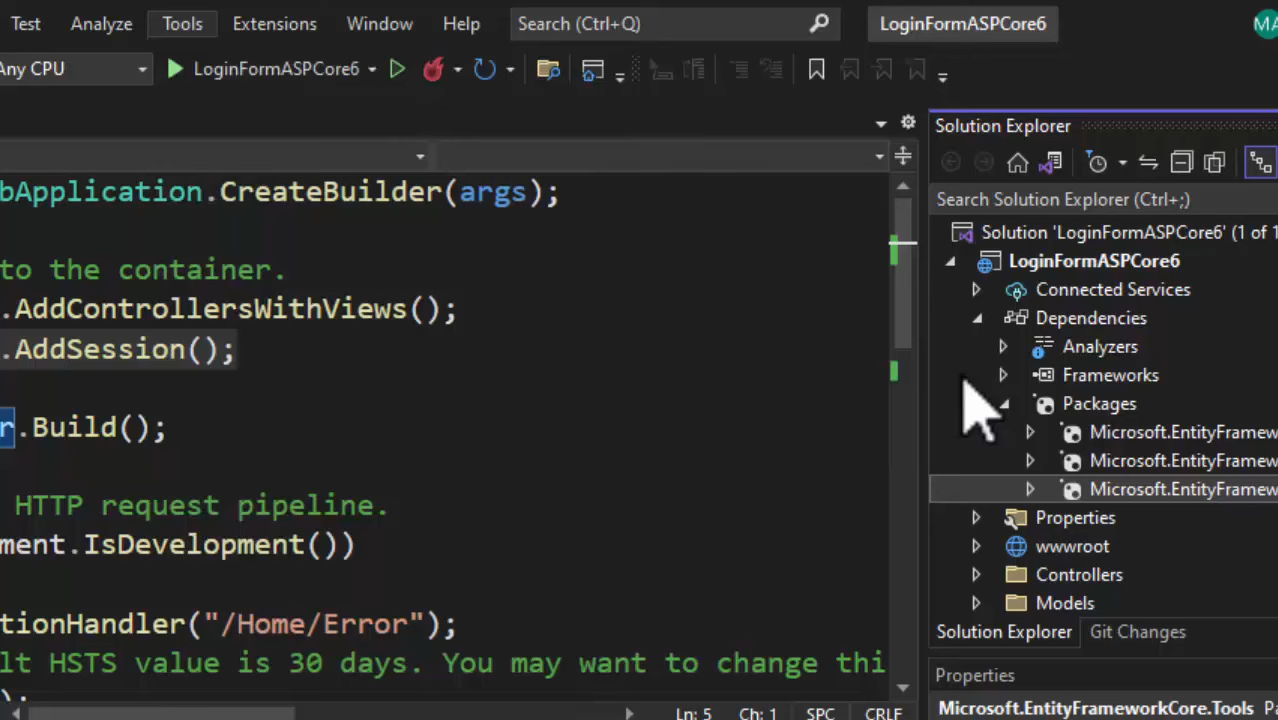 Test Analyze Tools Extensions Window Help Search (Ctrl+Q) LoginFormASPCore6 MA
Any CPU LoginFormASPCore6
Solution Explorer
bApplication.CreateBuilder(args);
Search Solution Explorer (Ctrl+;)
Solution 'LoginFormASPCore6' (1 of 1
to the container.
LoginFormASPCore6
Connected Services
.AddControllersWithViews();
Dependencies
.AddSession();
Analyzers
Frameworks
Packages
r.Build();
Microsoft.EntityFramew
Microsoft.EntityFramew
Microsoft.EntityFramew
HTTP request pipeline.
Properties
ment.IsDevelopment())
wwwroot
Controllers
Models
tionHandler("/Home/Error");
Solution Explorer Git Changes
lt HSTS value is 30 days. You may want to change thi
Properties
);
Microsoft.EntityFrameworkCore.Tools
Ln: 5 Ch: 1 SPC CRLF